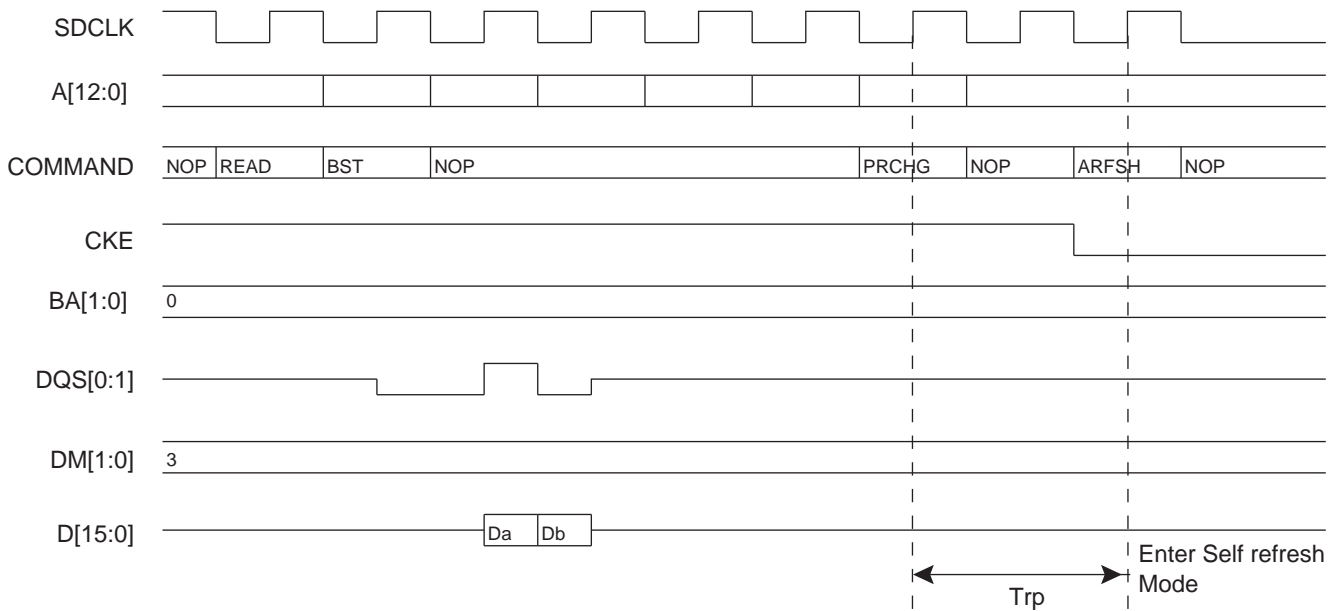 SDCLK
A[12:0]
COMMAND NOP READ BST NOP PRCHG NOP ARFSH NOP
CKE
BA[1:0] 0
DQS[0:1]
DM[1:0] 3
D[15:0] Da Db
Trp
Enter Self refresh
Mode